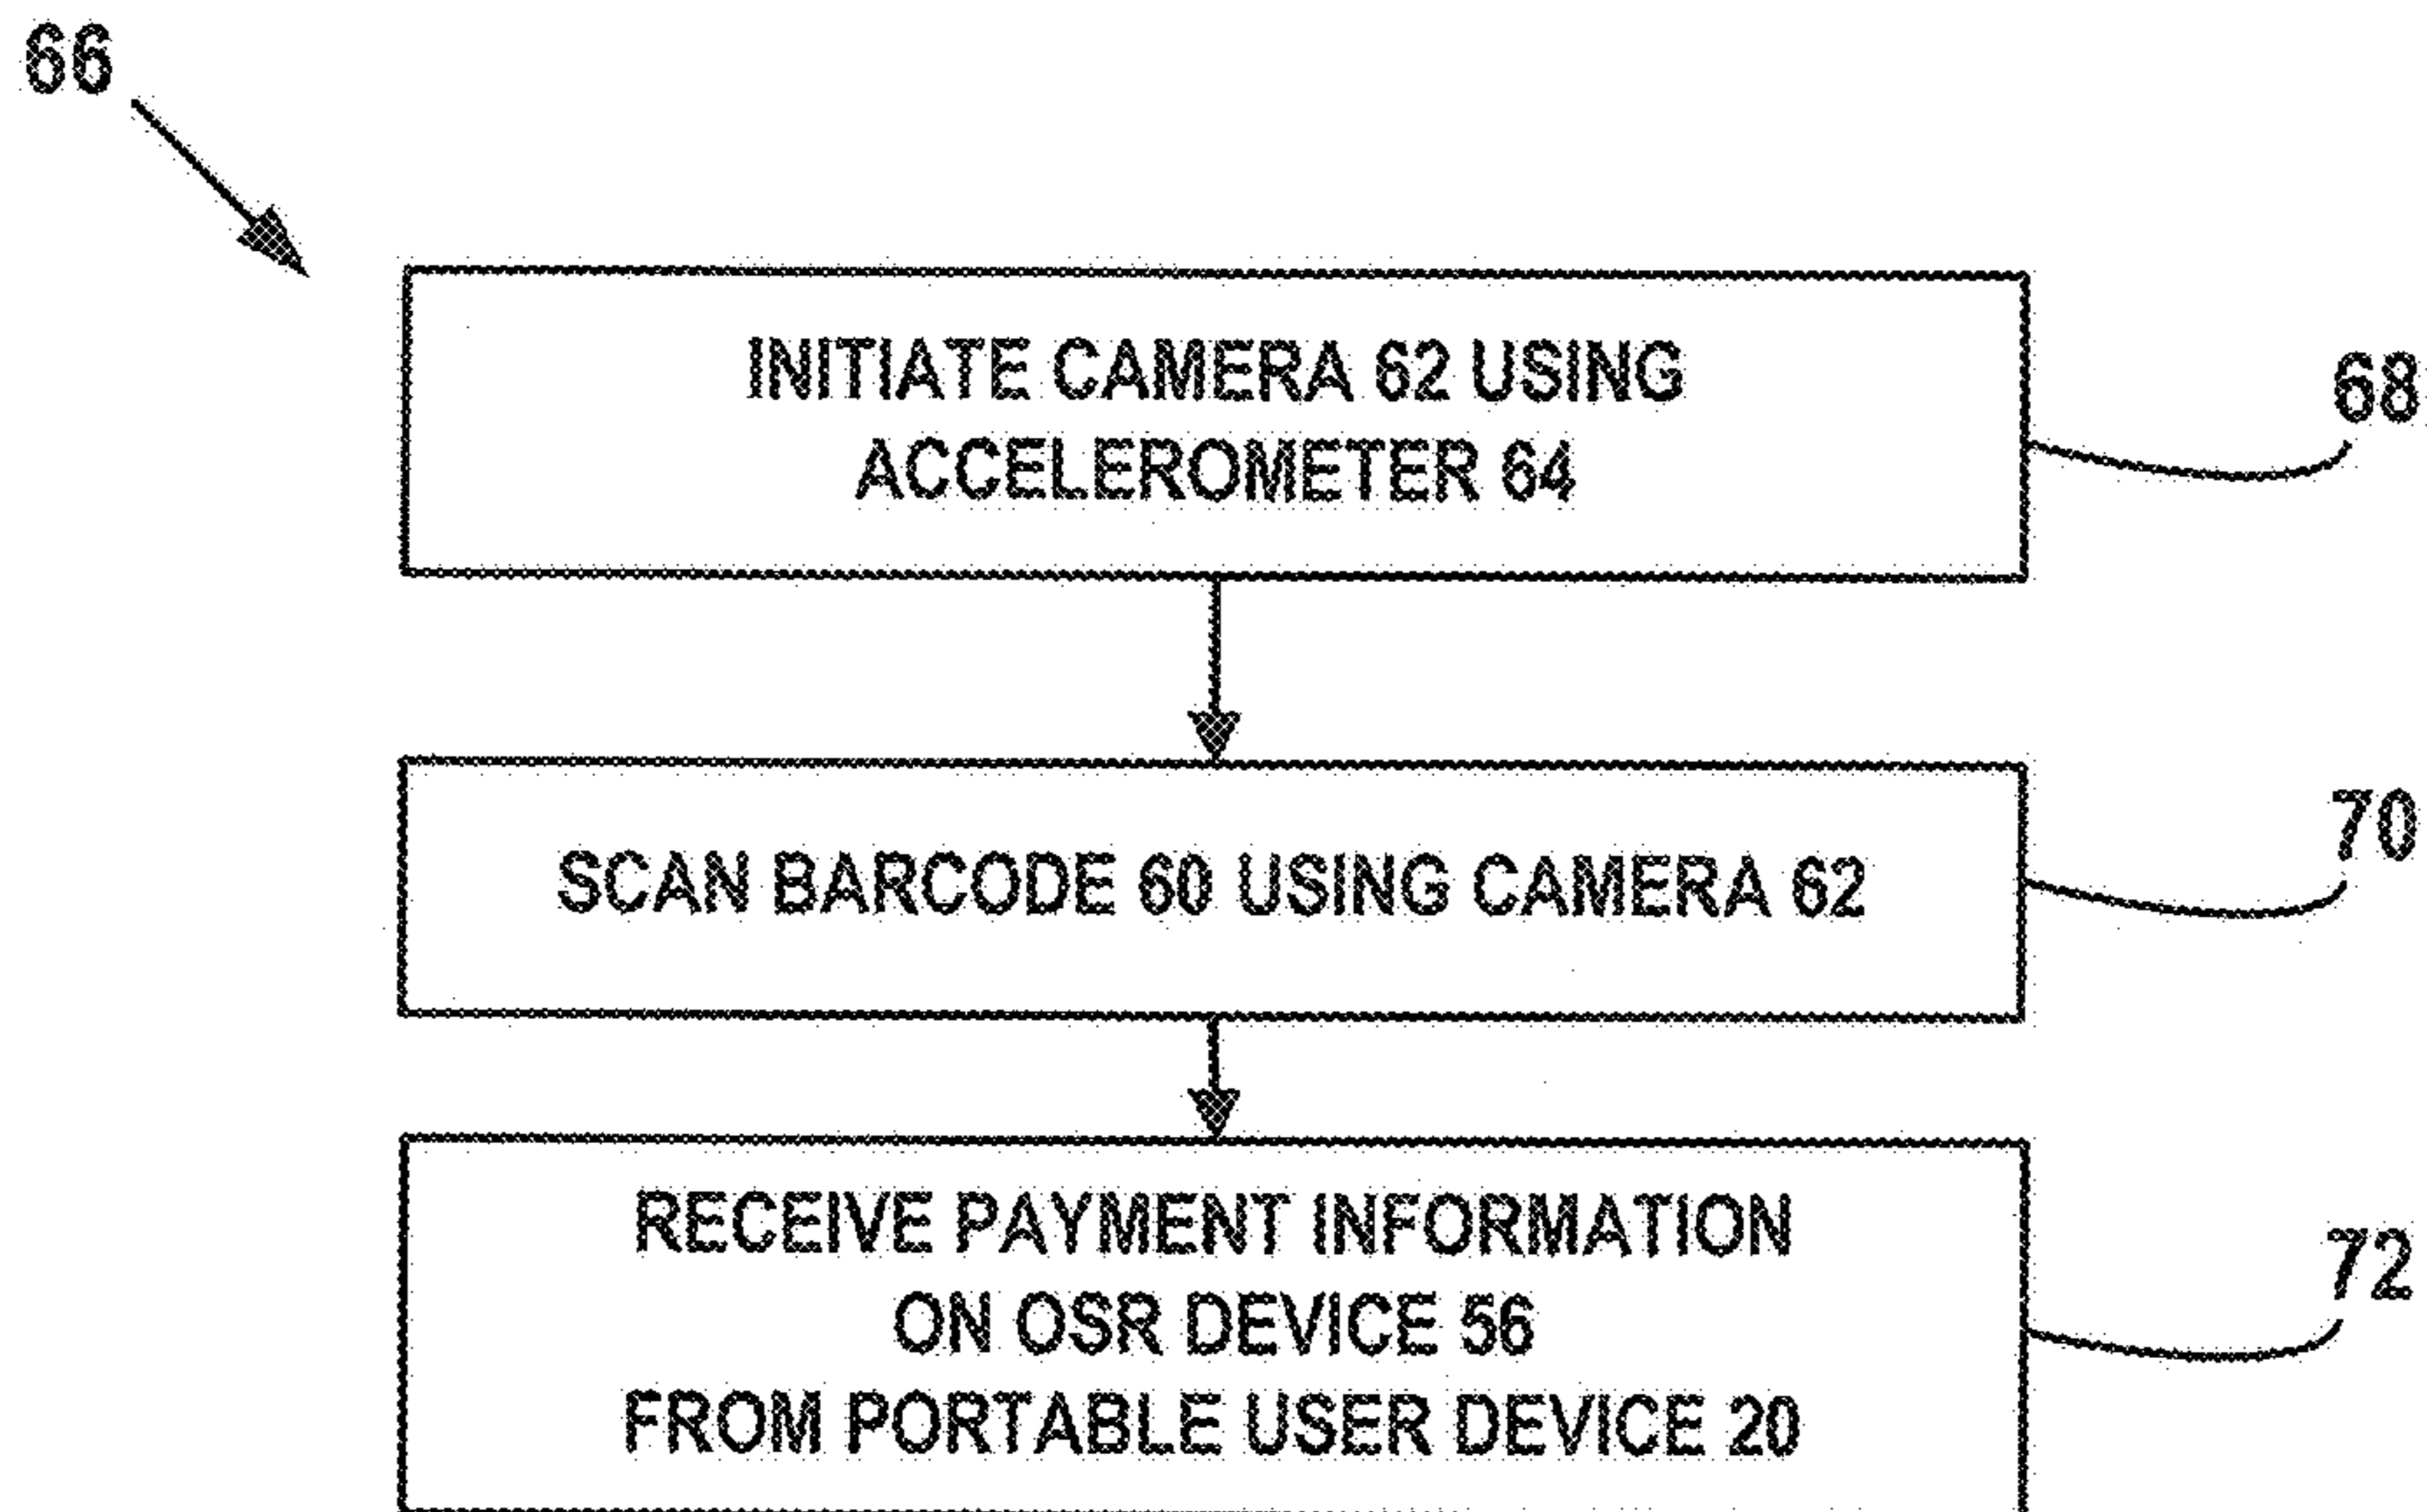 66
INITIATE CAMERA 62 USING
ACCELEROMETER 64
68
SCAN BARCODE 60 USING CAMERA 62
70
RECEIVE PAYMENT INFORMATION
ON OSR DEVICE 56
FROM PORTABLE USER DEVICE 20
72